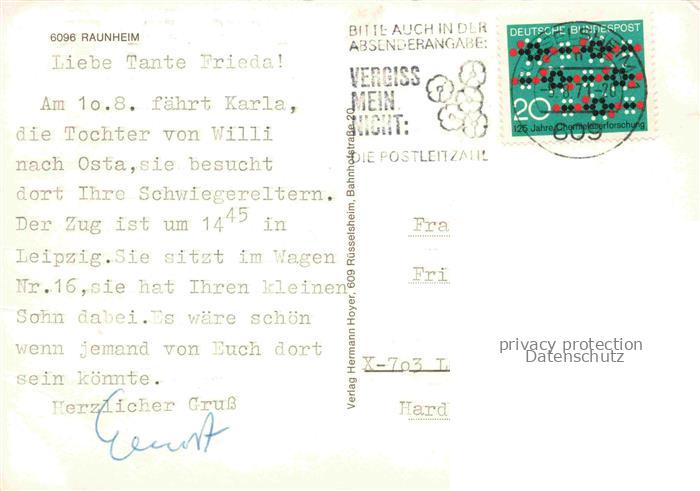 6096 RAUNHEIM
Liebe Tante Frieda!
Am 1o.8. fährt Karla,
die Tochter von Willi
nach Osta,sie besucht
dort Ihre Schwiegereltern.
Der Zug ist um 14⁴⁵ in
Leipzig.Sie sitzt im Wagen
Nr.16,sie hat Ihren kleinen
Sohn dabei.Es wäre schön
wenn jemand von Euch dort
sein könnte.
Herzlicher Gruß
Verlag Hermann Hoyer, 609 Rüsselsheim, Bahnhofstraße 20
BITTE AUCH IN DER
ABSENDERANGABE:
VERGISS
MEIN
NICHT:
DIE POSTLEITZAHL
DEUTSCHE BUNDESPOST
20
125 Jahre Chemiefaserforschung
609
Fra
Fri
X-7o3 L
Hard
privacy protection
Datenschutz